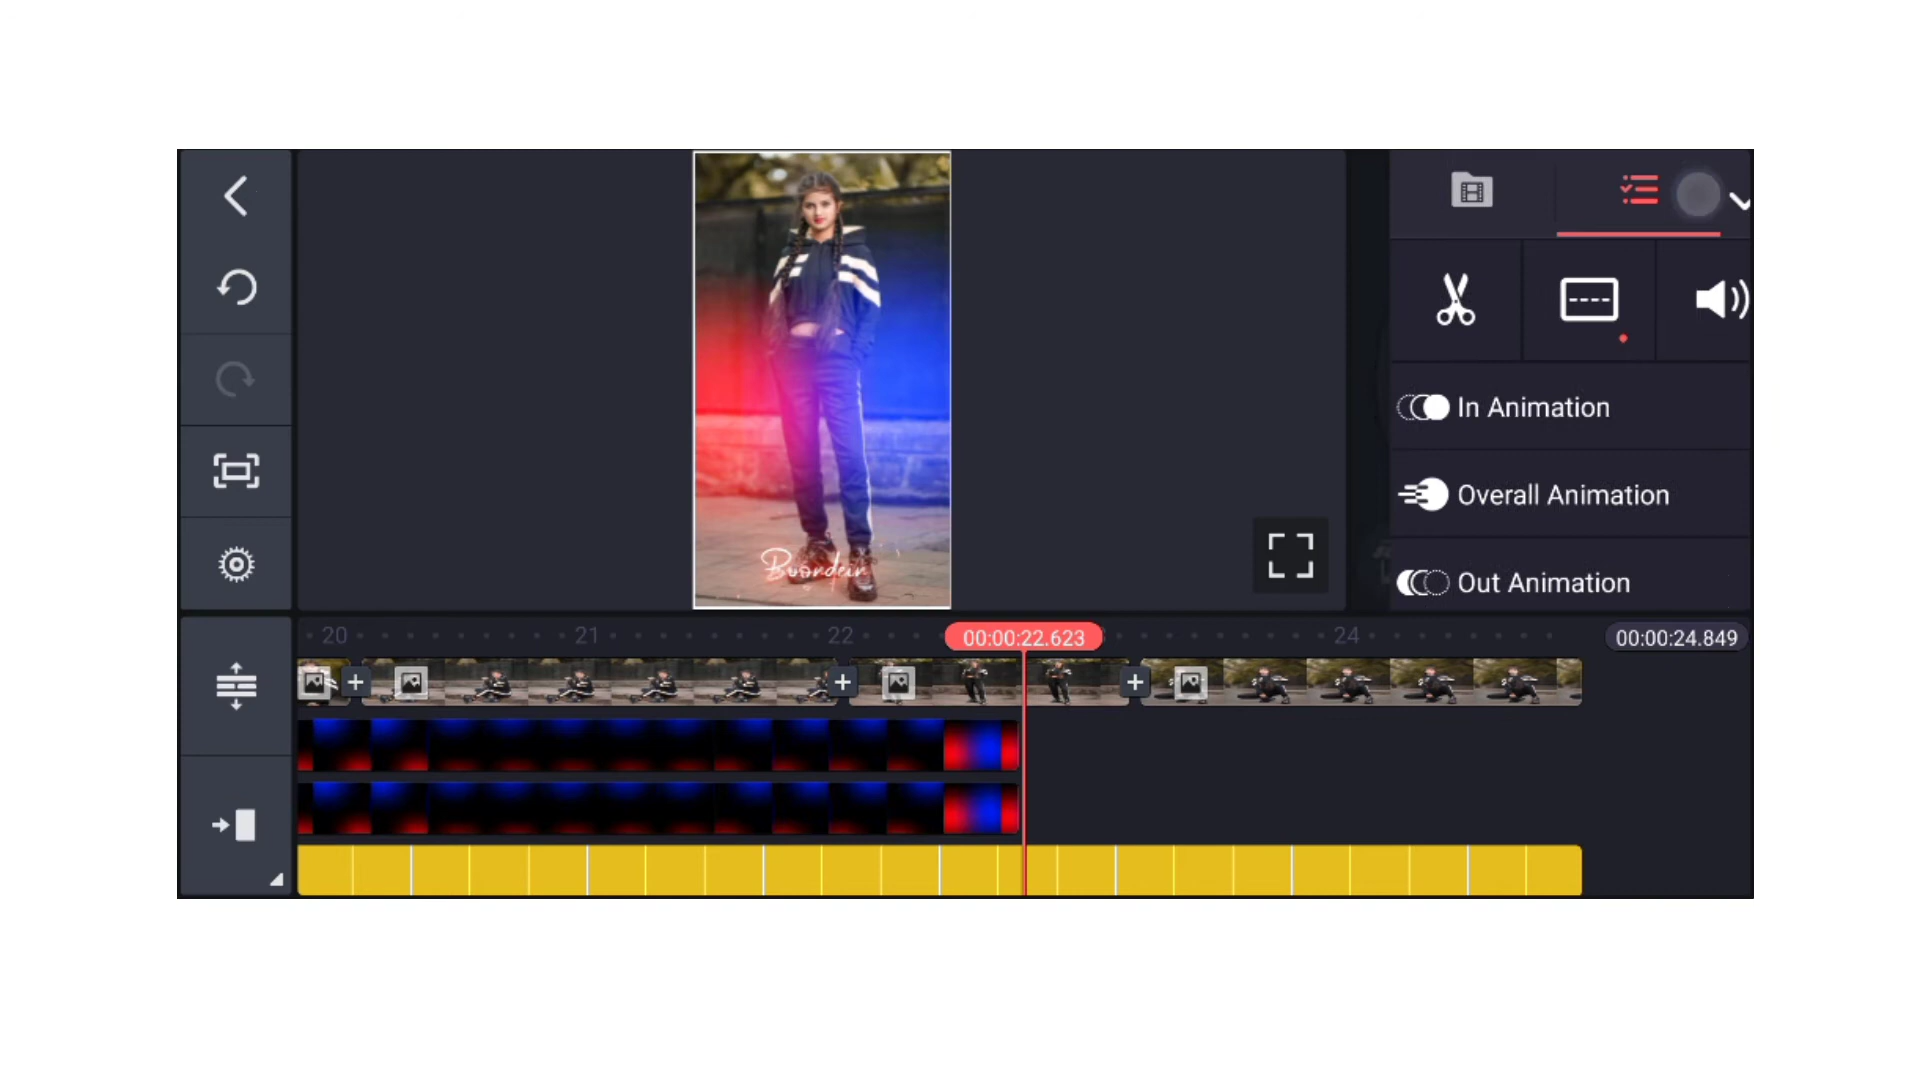 In Animation
Overall Animation
Out Animation
20
21
22
00:00:22.623
24
00:00:24.849